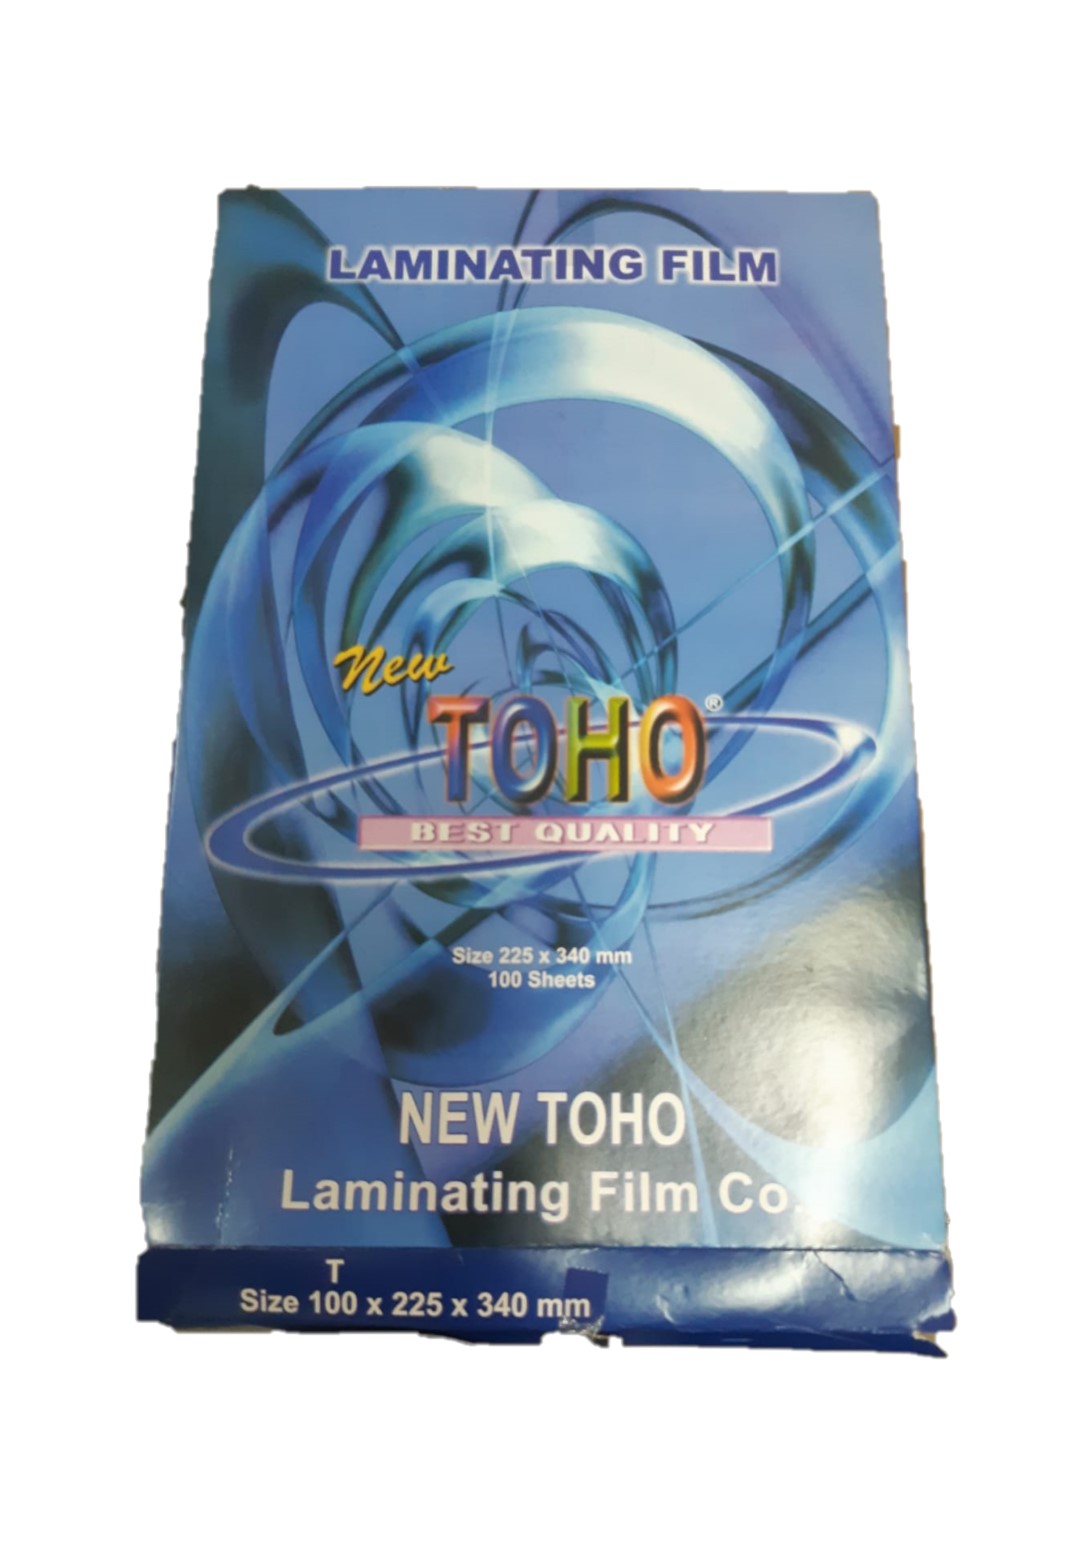 LAMINATING FILM
New
TOHO®
BEST QUALITY
Size 225 x 340 mm
100 Sheets
NEW TOHO
Laminating Film Co.
T
Size 100 x 225 x 340 mm